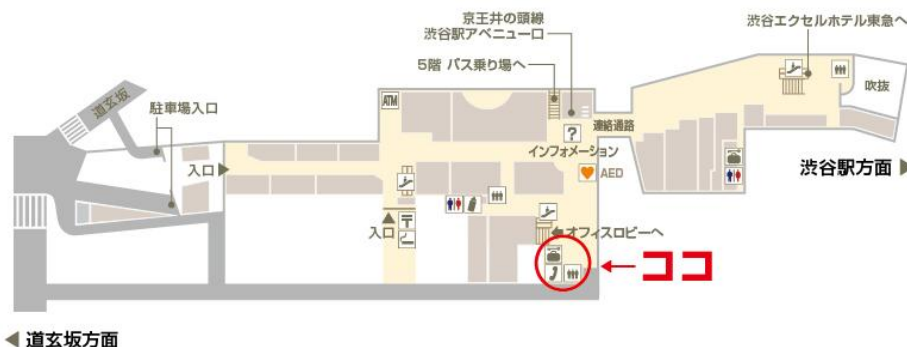 京王井の頭線
渋谷駅アベニュー口
渋谷エクセルホテル東急へ
5階 バス乗り場へ
道玄坂
駐車場入口
ATM
吹抜
?
連絡通路
インフォメーション
入口
AED
渋谷駅方面
入口
オフィスロビーへ
ココ
道玄坂方面